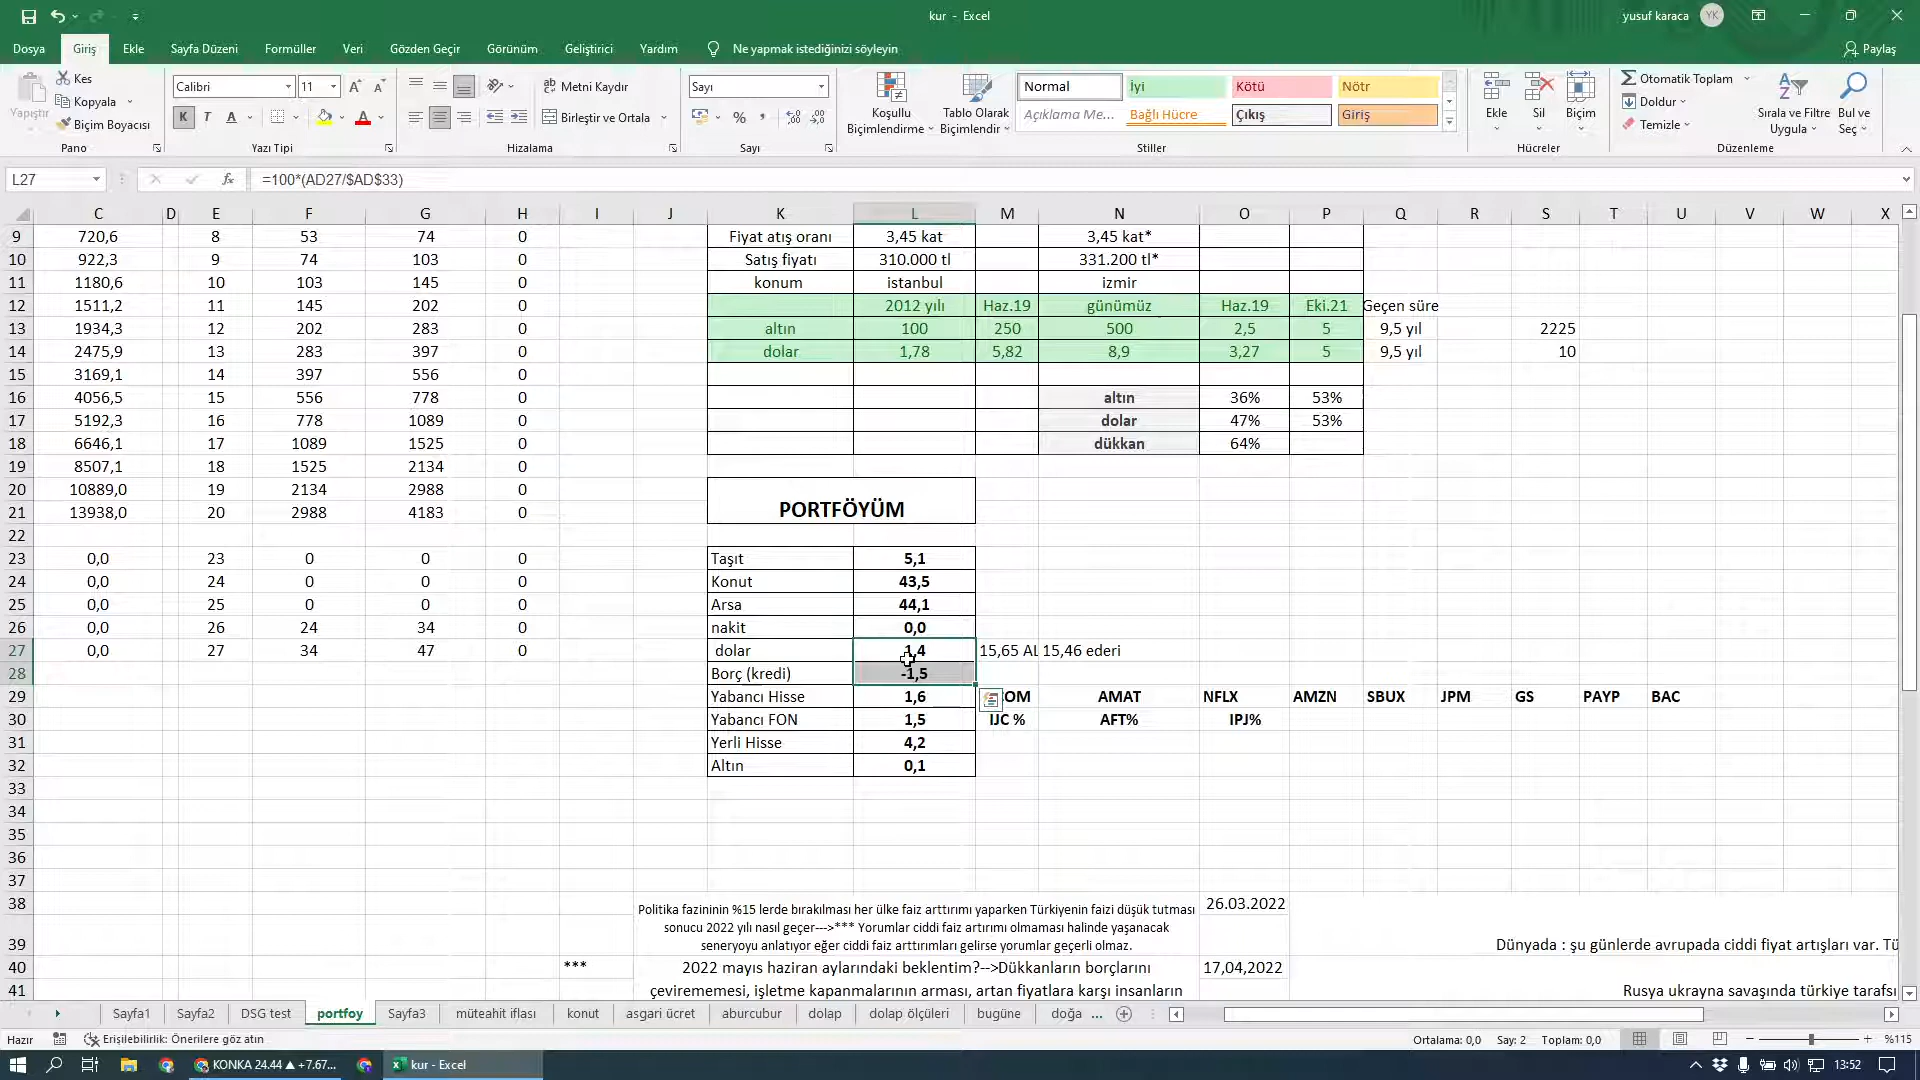 kur - Excel
yusuf karaca YK
Dosya Giriş Ekle Sayfa Düzeni Formüller Veri Gözden Geçir Görünüm Geliştirici Yardım Ne yapmak istediğinizi söyleyin Paylaş
Yapıştır
Kes
Kopyala
Biçim Boyacısı
Pano
Calibri 11
K T A
Yazı Tipi
Metni Kaydır
Birleştir ve Ortala
Hizalama
Sayı
Sayı
Koşullu Biçimlendirme
Tablo Olarak Biçimlendir
Normal İyi Kötü Nötr
Açıklama Me... Bağlı Hücre Çıkış Giriş
Stiller
Ekle Sil Biçim
Hücreler
Otomatik Toplam
Doldur
Temizle
Sırala ve Filtre Uygula
Bul ve Seç
Düzenleme
L27 fx =100*(AD27/$AD$33)
C D E F G H I J K L M N O P Q R S T U V W X
9 720,6 8 53 74 0 Fiyat atış oranı 3,45 kat 3,45 kat*
10 922,3 9 74 103 0 Satış fiyatı 310.000 tl 331.200 tl*
11 1180,6 10 103 145 0 konum istanbul izmir
12 1511,2 11 145 202 0 2012 yılı Haz.19 günümüz Haz.19 Eki.21 Geçen süre
13 1934,3 12 202 283 0 altın 100 250 500 2,5 5 9,5 yıl 2225
14 2475,9 13 283 397 0 dolar 1,78 5,82 8,9 3,27 5 9,5 yıl 10
15 3169,1 14 397 556 0
16 4056,5 15 556 778 0 altın 36% 53%
17 5192,3 16 778 1089 0 dolar 47% 53%
18 6646,1 17 1089 1525 0 dükkan 64%
19 8507,1 18 1525 2134 0
20 10889,0 19 2134 2988 0
21 13938,0 20 2988 4183 0
PORTFÖYÜM
22
23 0,0 23 0 0 0 Taşıt 5,1
24 0,0 24 0 0 0 Konut 43,5
25 0,0 25 0 0 0 Arsa 44,1
26 0,0 26 24 34 0 nakit 0,0
27 0,0 27 34 47 0 dolar 1,4 15,65 AL 15,46 ederi
28 Borç (kredi) -1,5
29 Yabancı Hisse 1,6 AMAT NFLX AMZN SBUX JPM GS PAYP BAC
30 Yabancı FON 1,5 IJC % AFT% IPJ%
31 Yerli Hisse 4,2
32 Altın 0,1
33
34
35
36
37
38 Politika fazininin %15 lerde bırakılması her ülke faiz arttırımı yaparken Türkiyenin faizi düşük tutması 26.03.2022
sonucu 2022 yılı nasıl geçer--->*** Yorumlar ciddi faiz artırımı olmaması halinde yaşanacak
39 seneryoyu anlatıyor eğer ciddi faiz arttırımları gelirse yorumlar geçerli olmaz. Dünyada : şu günlerde avrupada ciddi fiyat artışları var. Tü
40 *** 2022 mayıs haziran aylarındaki beklentim?-->Dükkanların borçlarını 17,04,2022
41 çevirememesi, işletme kapanmalarının arması, artan fiyatlara karşı insanların Rusya ukrayna savaşında türkiye tarafsı
Sayfa1 Sayfa2 DSG test portfoy Sayfa3 müteahit iflası konut asgari ücret aburcubur dolap dolap ölçüleri bugüne doğa ...
Hazır Erişilebilirlik: Önerilere göz atın Ortalama: 0,0 Say: 2 Toplam: 0,0 %115
KONKA 24.44 ▲ +7.67... kur - Excel 13:52